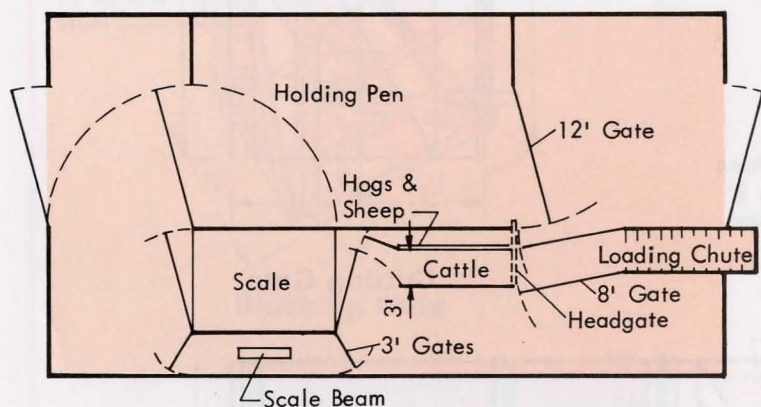 Holding Pen
12' Gate
Hogs &
Sheep
Loading Chute
Scale
Cattle
3'
8' Gate
Headgate
3' Gates
Scale Beam